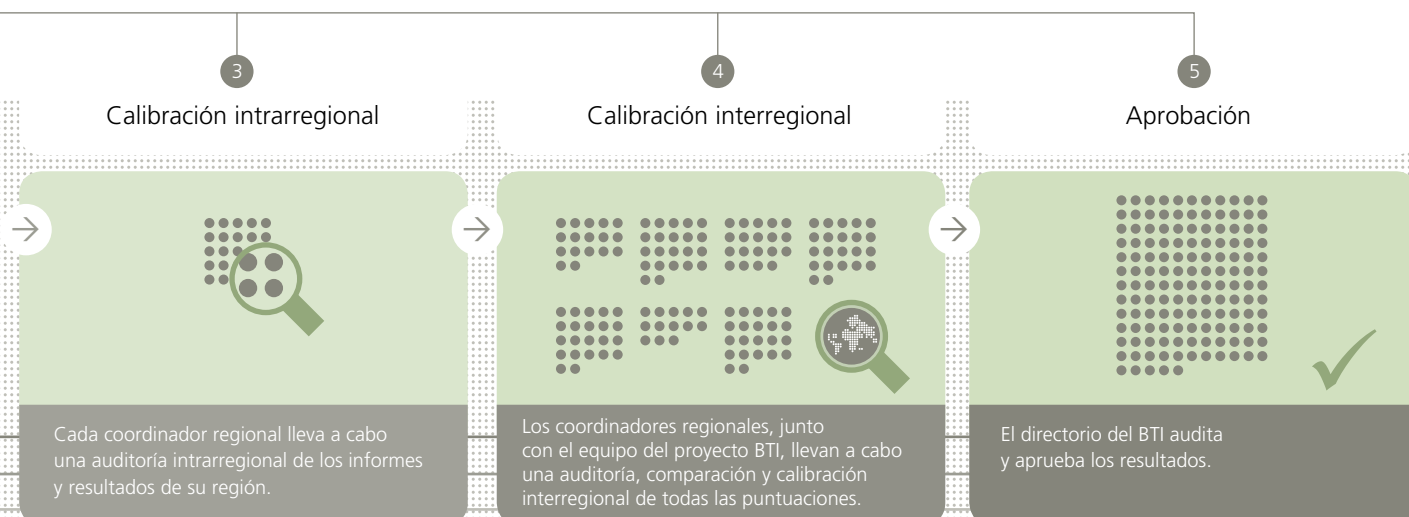 3
Calibración intrarregional
Cada coordinador regional lleva a cabo
una auditoría intrarregional de los informes
y resultados de su región.
4
Calibración interregional
Los coordinadores regionales, junto
con el equipo del proyecto BTI, llevan a cabo
una auditoría, comparación y calibración
interregional de todas las puntuaciones.
5
Aprobación
El directorio del BTI audita
y aprueba los resultados.